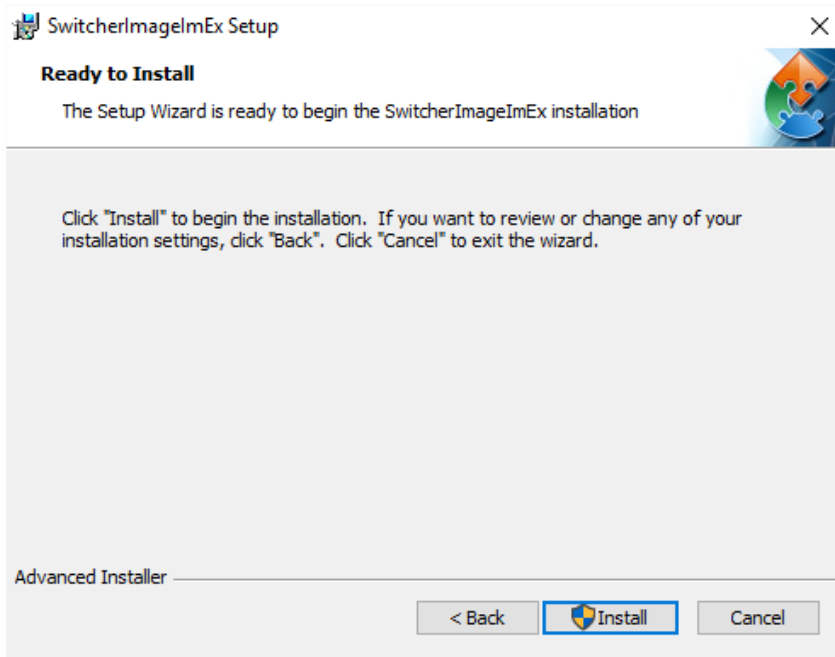 SwitcherImageImEx Setup
Ready to Install
The Setup Wizard is ready to begin the SwitcherImageImEx installation
Click "Install" to begin the installation.  If you want to review or change any of your
installation settings, click "Back".  Click "Cancel" to exit the wizard.
Advanced Installer
< Back
Install
Cancel